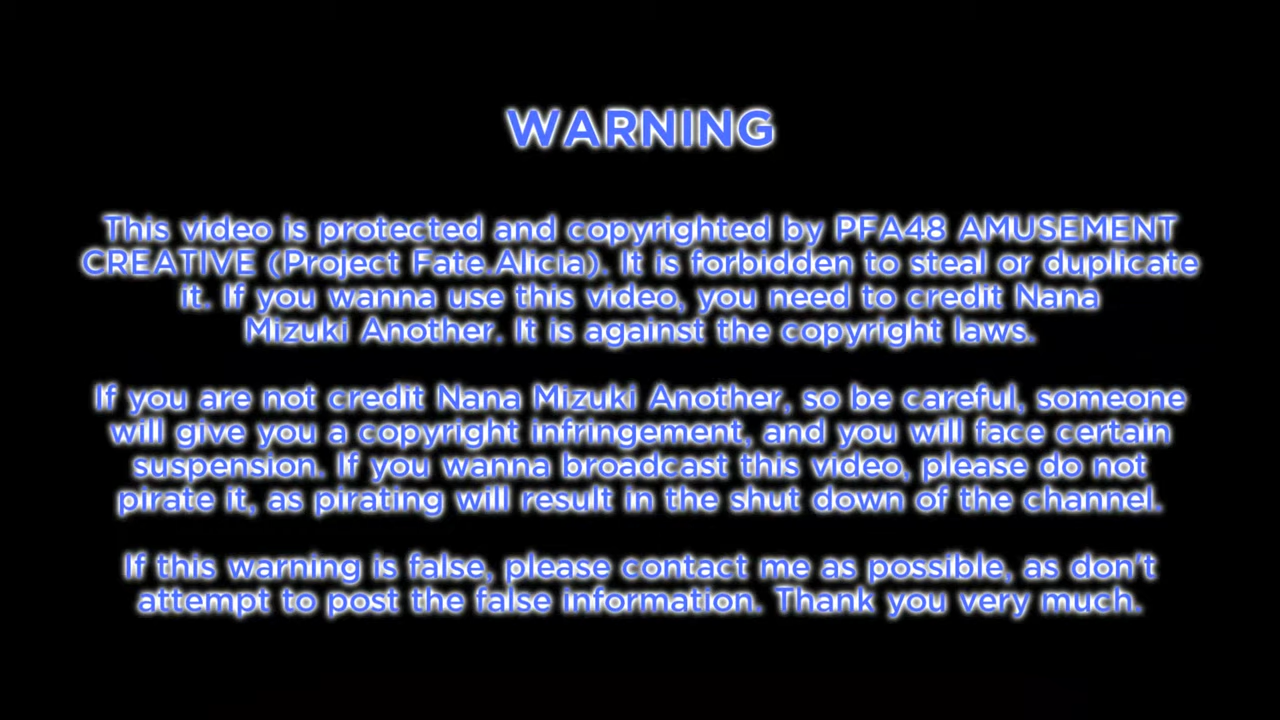 WARNING
This video is protected and copyrighted by PFA48 AMUSEMENT
CREATIVE (Project Fate.Alicia). It is forbidden to steal or duplicate
it. If you wanna use this video, you need to credit Nana
Mizuki Another. It is against the copyright laws.
If you are not credit Nana Mizuki Another, so be careful, someone
will give you a copyright infringement, and you will face certain
suspension. If you wanna broadcast this video, please do not
pirate it, as pirating will result in the shut down of the channel.
If this warning is false, please contact me as possible, as don't
attempt to post the false information. Thank you very much.